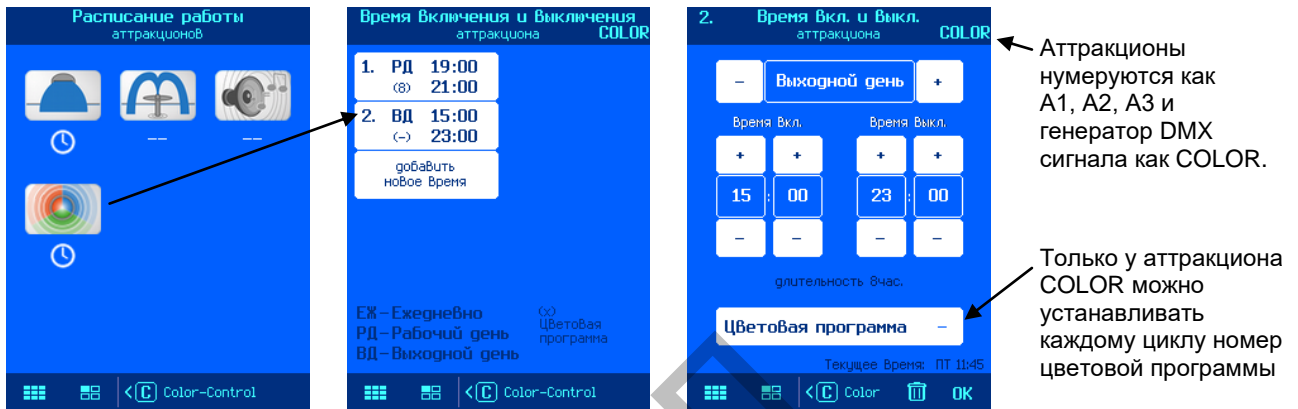 Расписание работы
аттракционов
--
--
< C Color-Control
Время Включения и Выключения
аттракциона COLOR
1. РД 19:00
(8) 21:00
2. ВД 15:00
(-) 23:00
добавить
новое время
ЕЖ-Ежедневно
РД-Рабочий день
ВД-Выходной день
(x)
Цветовая
программа
< C Color-Control
2. Время Вкл. и Выкл.
аттракциона COLOR
- Выходной день +
Время Вкл. Время Выкл.
+ + + +
15 : 00 23 : 00
- - - -
длительность 8час.
Цветовая программа -
Текущее Время: ПТ 11:45
< C Color OK
Аттракционы
нумеруются как
А1, А2, А3 и
генератор DMX
сигнала как COLOR.
Только у аттракциона
COLOR можно
устанавливать
каждому циклу номер
цветовой программы